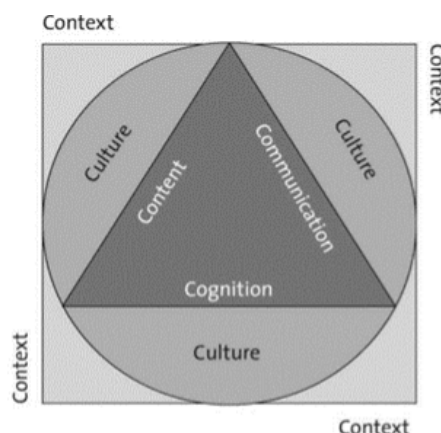 Context
Context
Culture
Culture
Content
Communication
Cognition
Culture
Context
Context